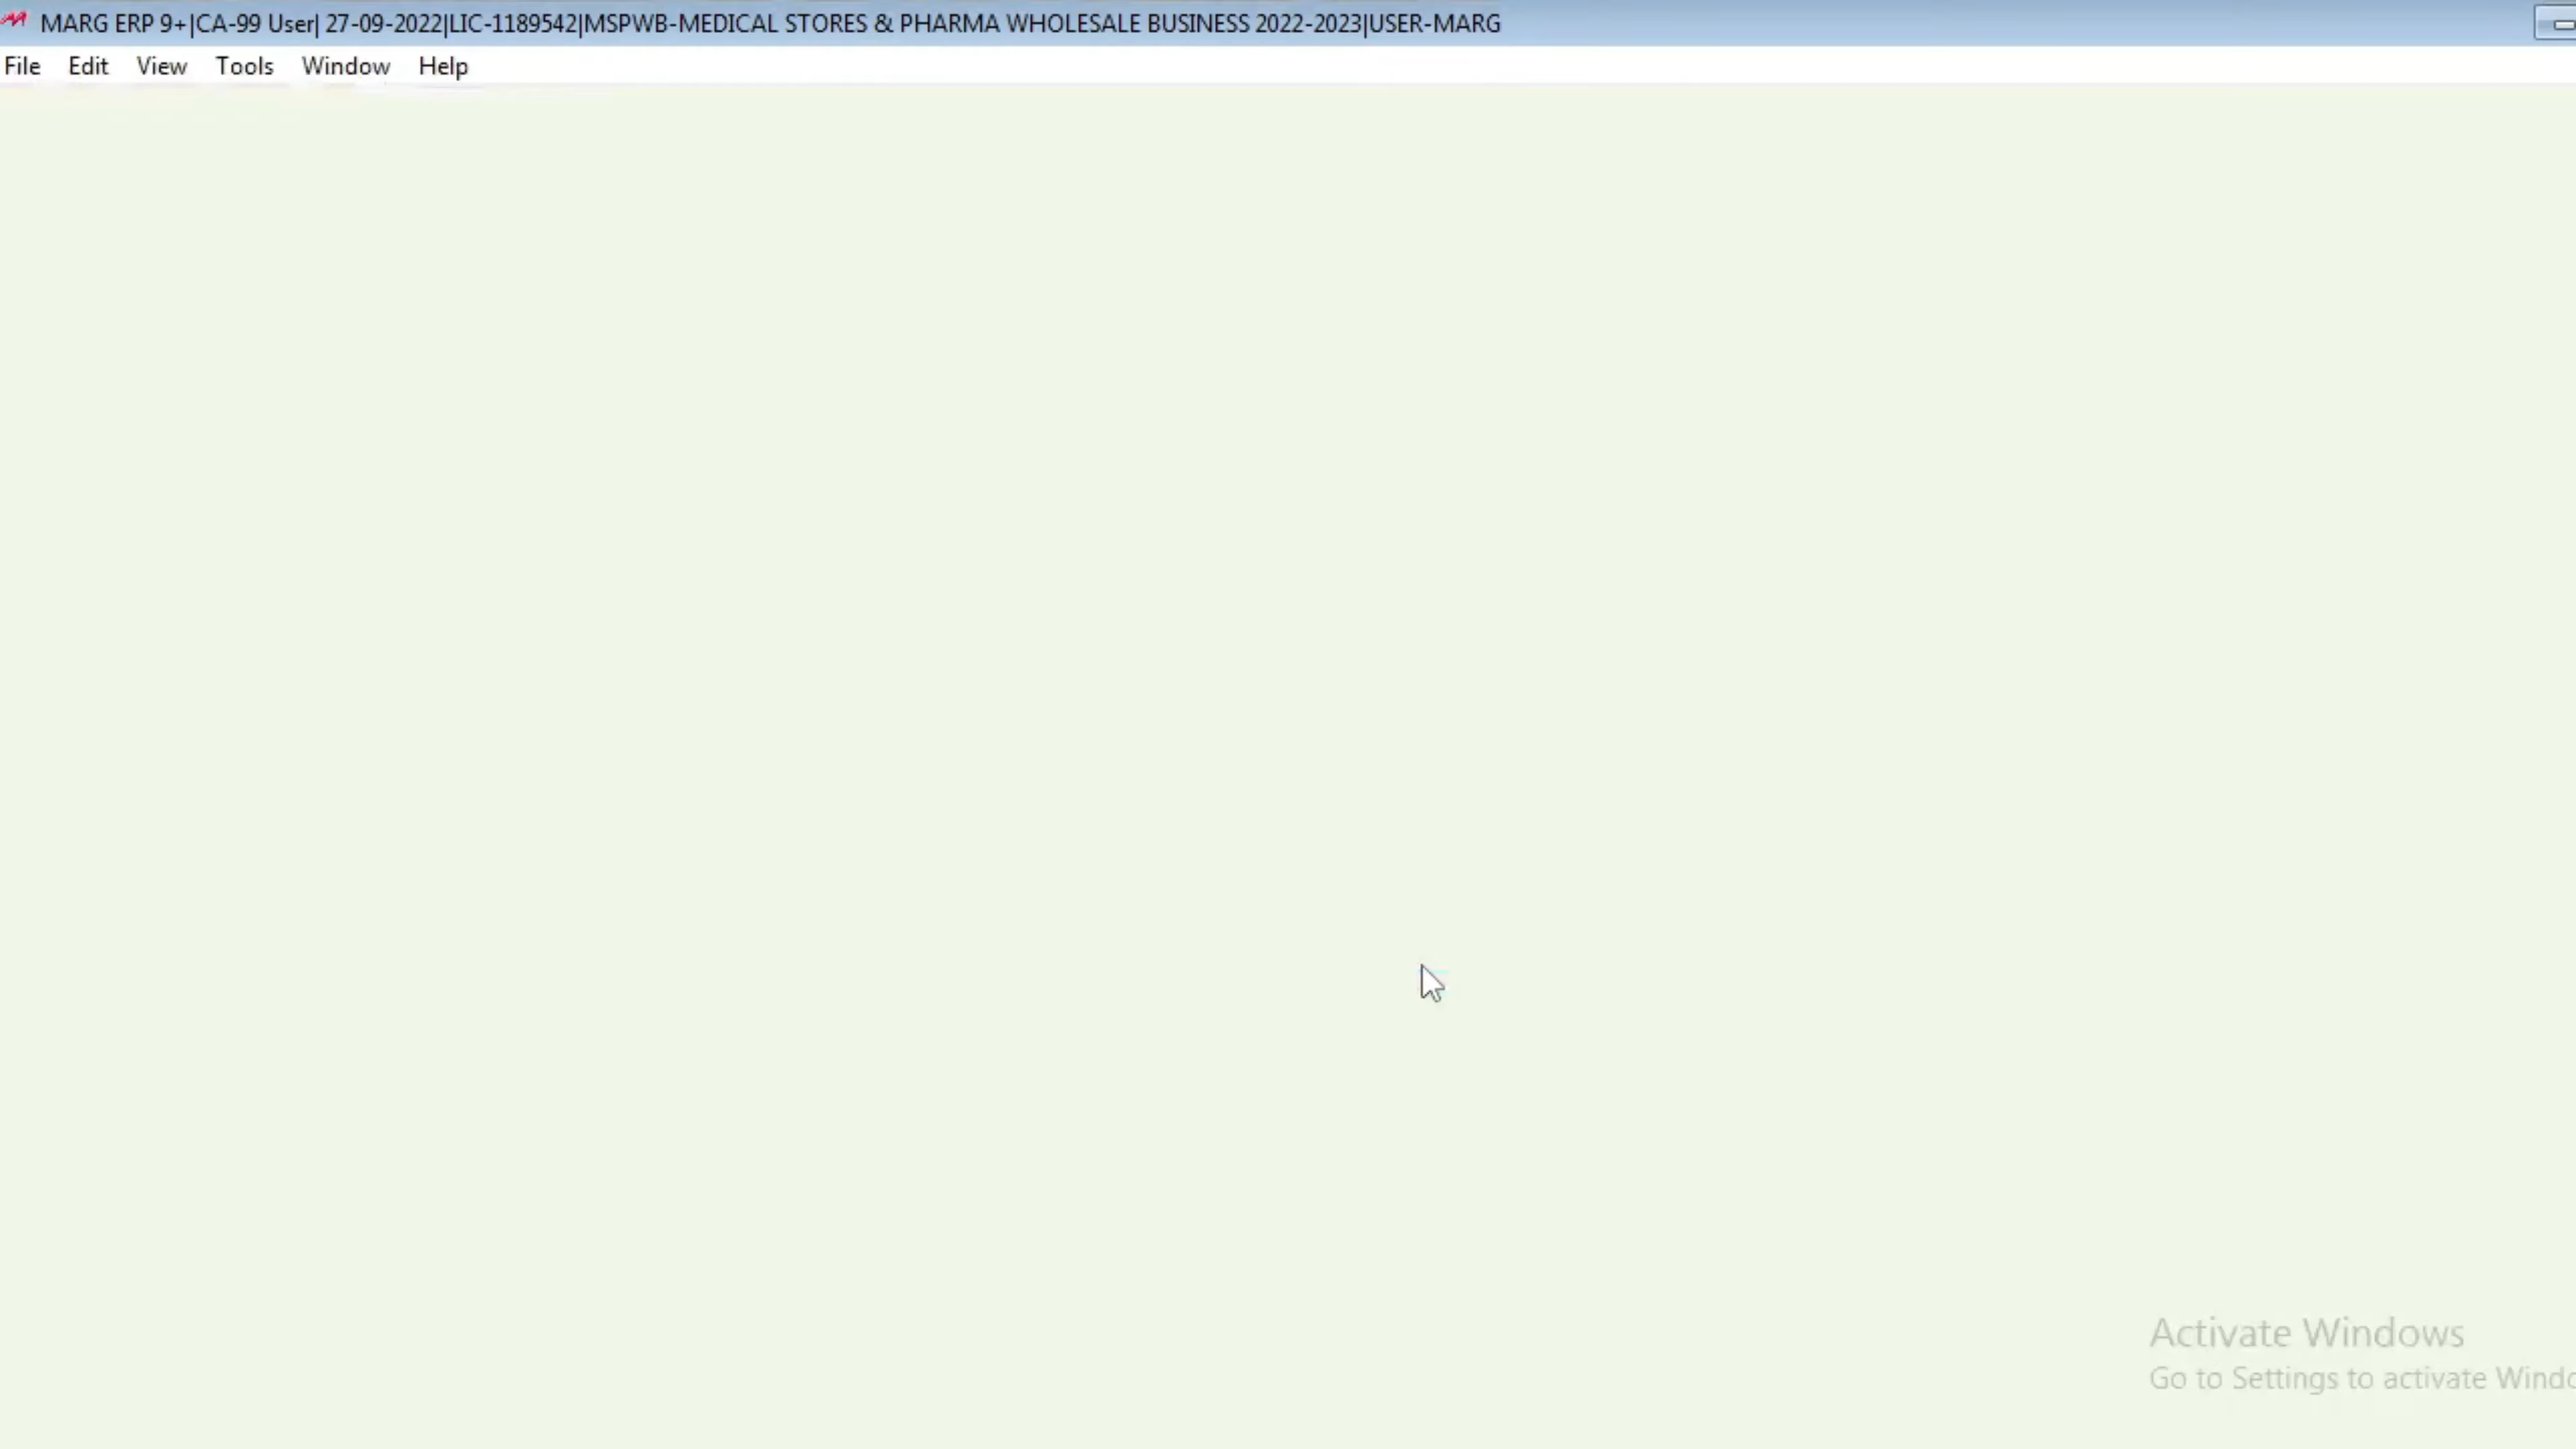 MARG ERP 9+|CA-99 User| 27-09-2022|LIC-1189542|MSPWB-MEDICAL STORES & PHARMA WHOLESALE BUSINESS 2022-2023|USER-MARG
File Edit View Tools Window Help
Activate Windows
Go to Settings to activate